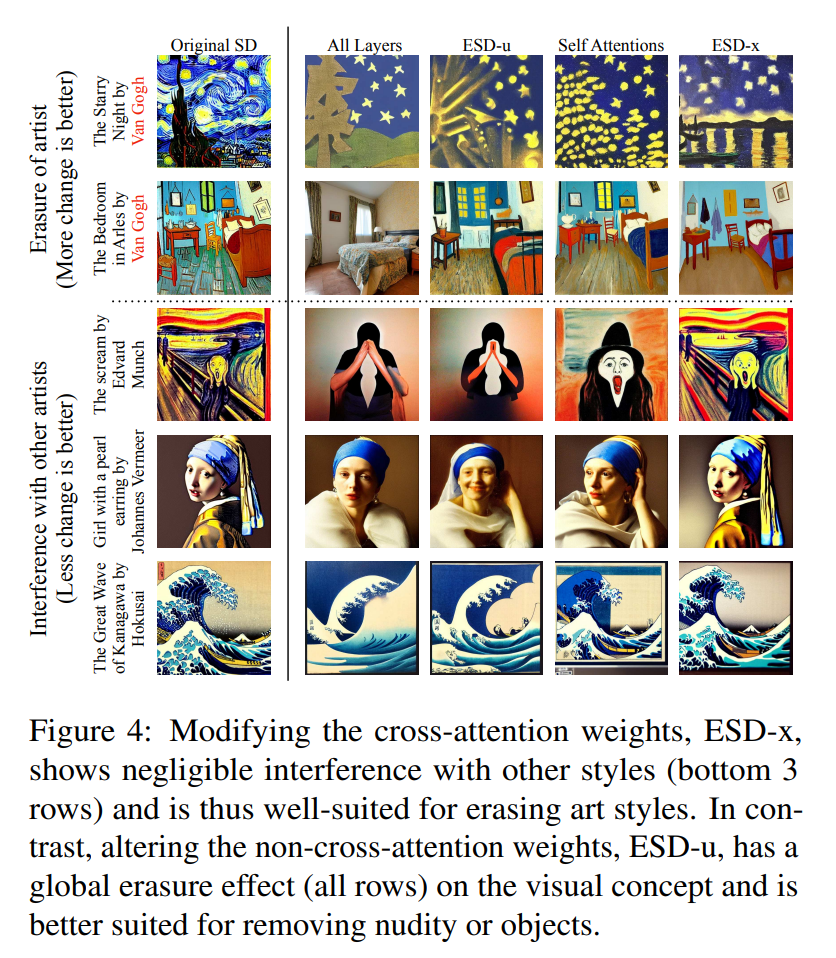 Original SD
All Layers
ESD-u
Self Attentions
ESD-x
Erasure of artist
(More change is better)
The Starry
Night by
Van Gogh
The Bedroom
in Arles by
Van Gogh
Interference with other artists
(Less change is better)
The scream by
Edvard
Munch
Girl with a pearl
earring by
Johannes Vermeer
The Great Wave
of Kanagawa by
Hokusai
Figure 4: Modifying the cross-attention weights, ESD-x,
shows negligible interference with other styles (bottom 3
rows) and is thus well-suited for erasing art styles. In con-
trast, altering the non-cross-attention weights, ESD-u, has a
global erasure effect (all rows) on the visual concept and is
better suited for removing nudity or objects.